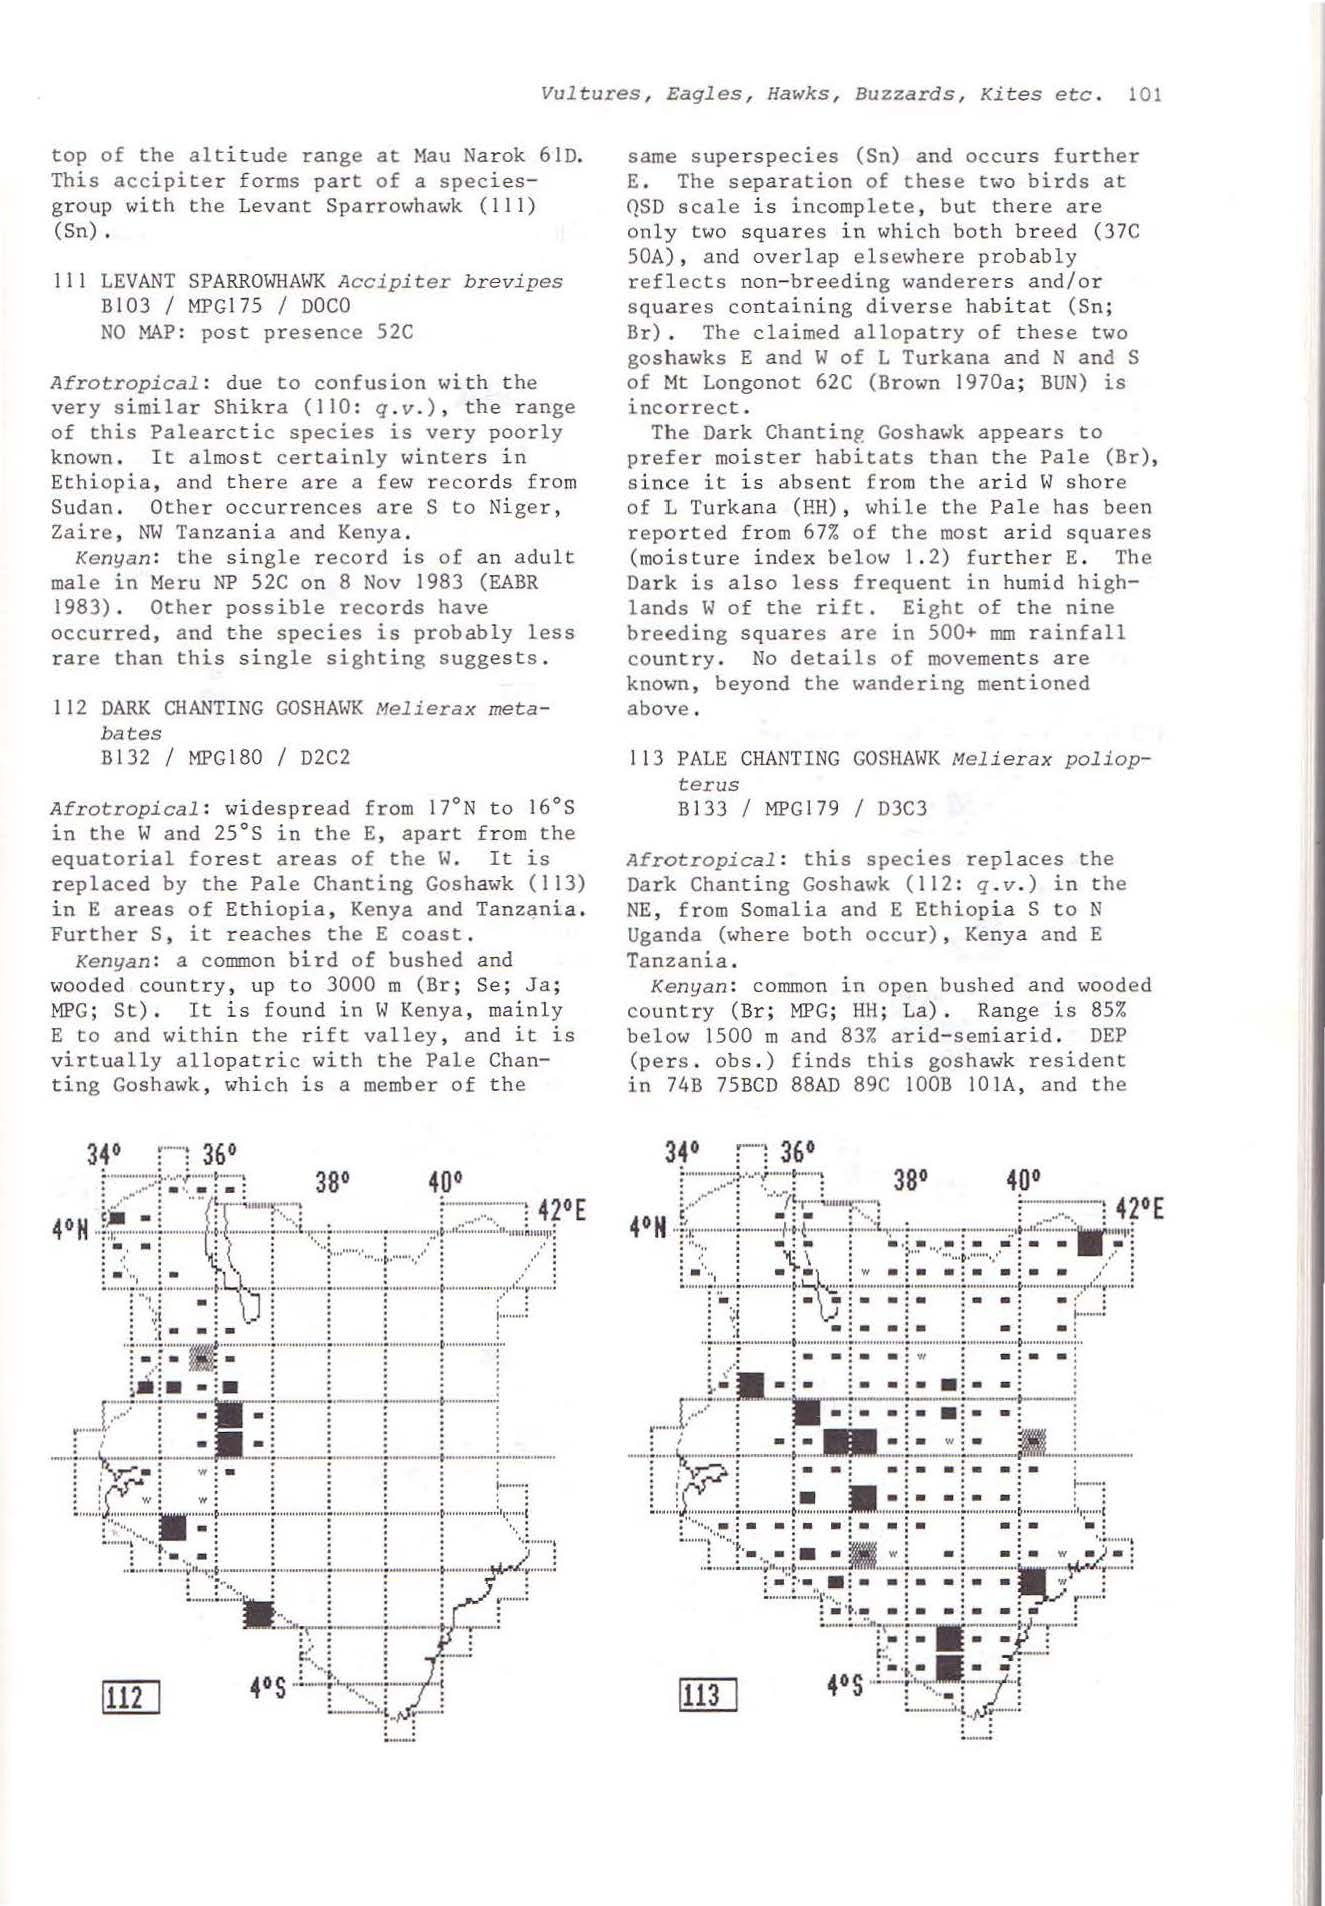 Vultures, Eagles, Hawks, Buzzards, Kites etc. 101
top of the altitude range at Mau Narok 61D.
This accipiter forms part of a species-
group with the Levant Sparrowhawk (111)
(Sn).
111 LEVANT SPARROWHAWK Accipiter brevipes
B103 / MPG175 / D0C0
NO MAP: post presence 52C
Afrotropical: due to confusion with the
very similar Shikra (110: q.v.), the range
of this Palearctic species is very poorly
known. It almost certainly winters in
Ethiopia, and there are a few records from
Sudan. Other occurrences are S to Niger,
Zaire, NW Tanzania and Kenya.
Kenyan: the single record is of an adult
male in Meru NP 52C on 8 Nov 1983 (EABR
1983). Other possible records have
occurred, and the species is probably less
rare than this single sighting suggests.
112 DARK CHANTING GOSHAWK Melierax meta-
bates
B132 / MPG180 / D2C2
Afrotropical: widespread from 17°N to 16°S
in the W and 25°S in the E, apart from the
equatorial forest areas of the W. It is
replaced by the Pale Chanting Goshawk (113)
in E areas of Ethiopia, Kenya and Tanzania.
Further S, it reaches the E coast.
Kenyan: a common bird of bushed and
wooded country, up to 3000 m (Br; Se; Ja;
MPG; St). It is found in W Kenya, mainly
E to and within the rift valley, and it is
virtually allopatric with the Pale Chan-
ting Goshawk, which is a member of the
same superspecies (Sn) and occurs further
E. The separation of these two birds at
QSD scale is incomplete, but there are
only two squares in which both breed (37C
50A), and overlap elsewhere probably
reflects non-breeding wanderers and/or
squares containing diverse habitat (Sn;
Br). The claimed allopatry of these two
goshawks E and W of L Turkana and N and S
of Mt Longonot 62C (Brown 1970a; BUN) is
incorrect.
The Dark Chanting Goshawk appears to
prefer moister habitats than the Pale (Br),
since it is absent from the arid W shore
of L Turkana (HH), while the Pale has been
reported from 67% of the most arid squares
(moisture index below 1.2) further E. The
Dark is also less frequent in humid high-
lands W of the rift. Eight of the nine
breeding squares are in 500+ mm rainfall
country. No details of movements are
known, beyond the wandering mentioned
above.
113 PALE CHANTING GOSHAWK Melierax poliop-
terus
B133 / MPG179 / D3C3
Afrotropical: this species replaces the
Dark Chanting Goshawk (112: q.v.) in the
NE, from Somalia and E Ethiopia S to N
Uganda (where both occur), Kenya and E
Tanzania.
Kenyan: common in open bushed and wooded
country (Br; MPG; HH; La). Range is 85%
below 1500 m and 83% arid-semiarid. DEP
(pers. obs.) finds this goshawk resident
in 74B 75BCD 88AD 89C 100B 101A, and the
34° 36°
38° 40°
42°E
4°N
w
w w
4°S
112
34° 36°
38° 40°
42°E
4°N
w
w
w
w
w w
w
4°S
113